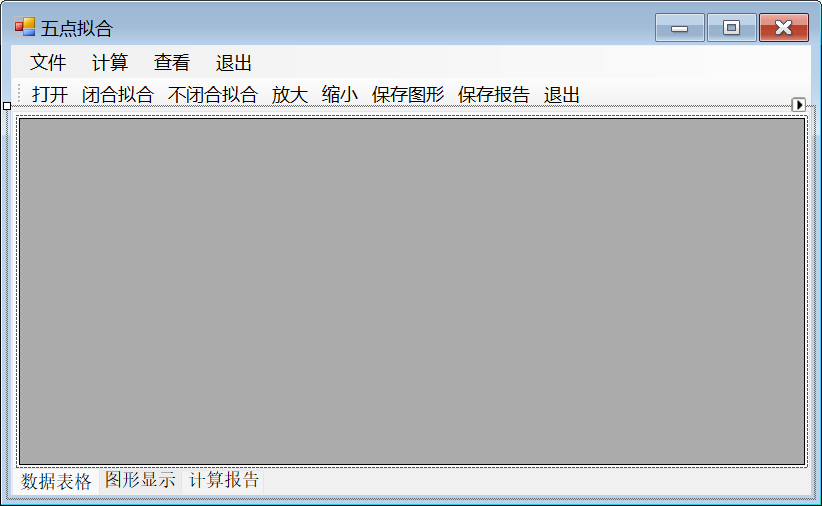 五点拟合
文件 计算 查看 退出
打开 闭合拟合 不闭合拟合 放大 缩小 保存图形 保存报告 退出
数据表格 图形显示 计算报告